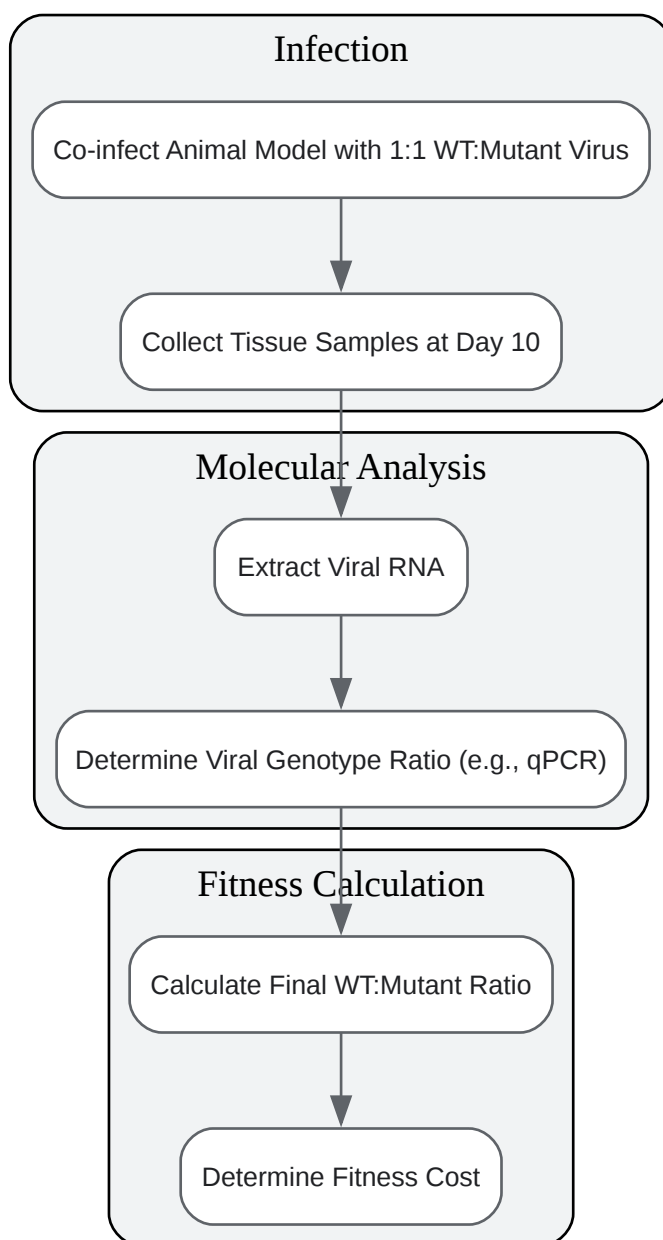 Infection
Co-infect Animal Model with 1:1 WT:Mutant Virus
Collect Tissue Samples at Day 10
Molecular Analysis
Extract Viral RNA
Determine Viral Genotype Ratio (e.g., qPCR)
Fitness Calculation
Calculate Final WT:Mutant Ratio
Determine Fitness Cost